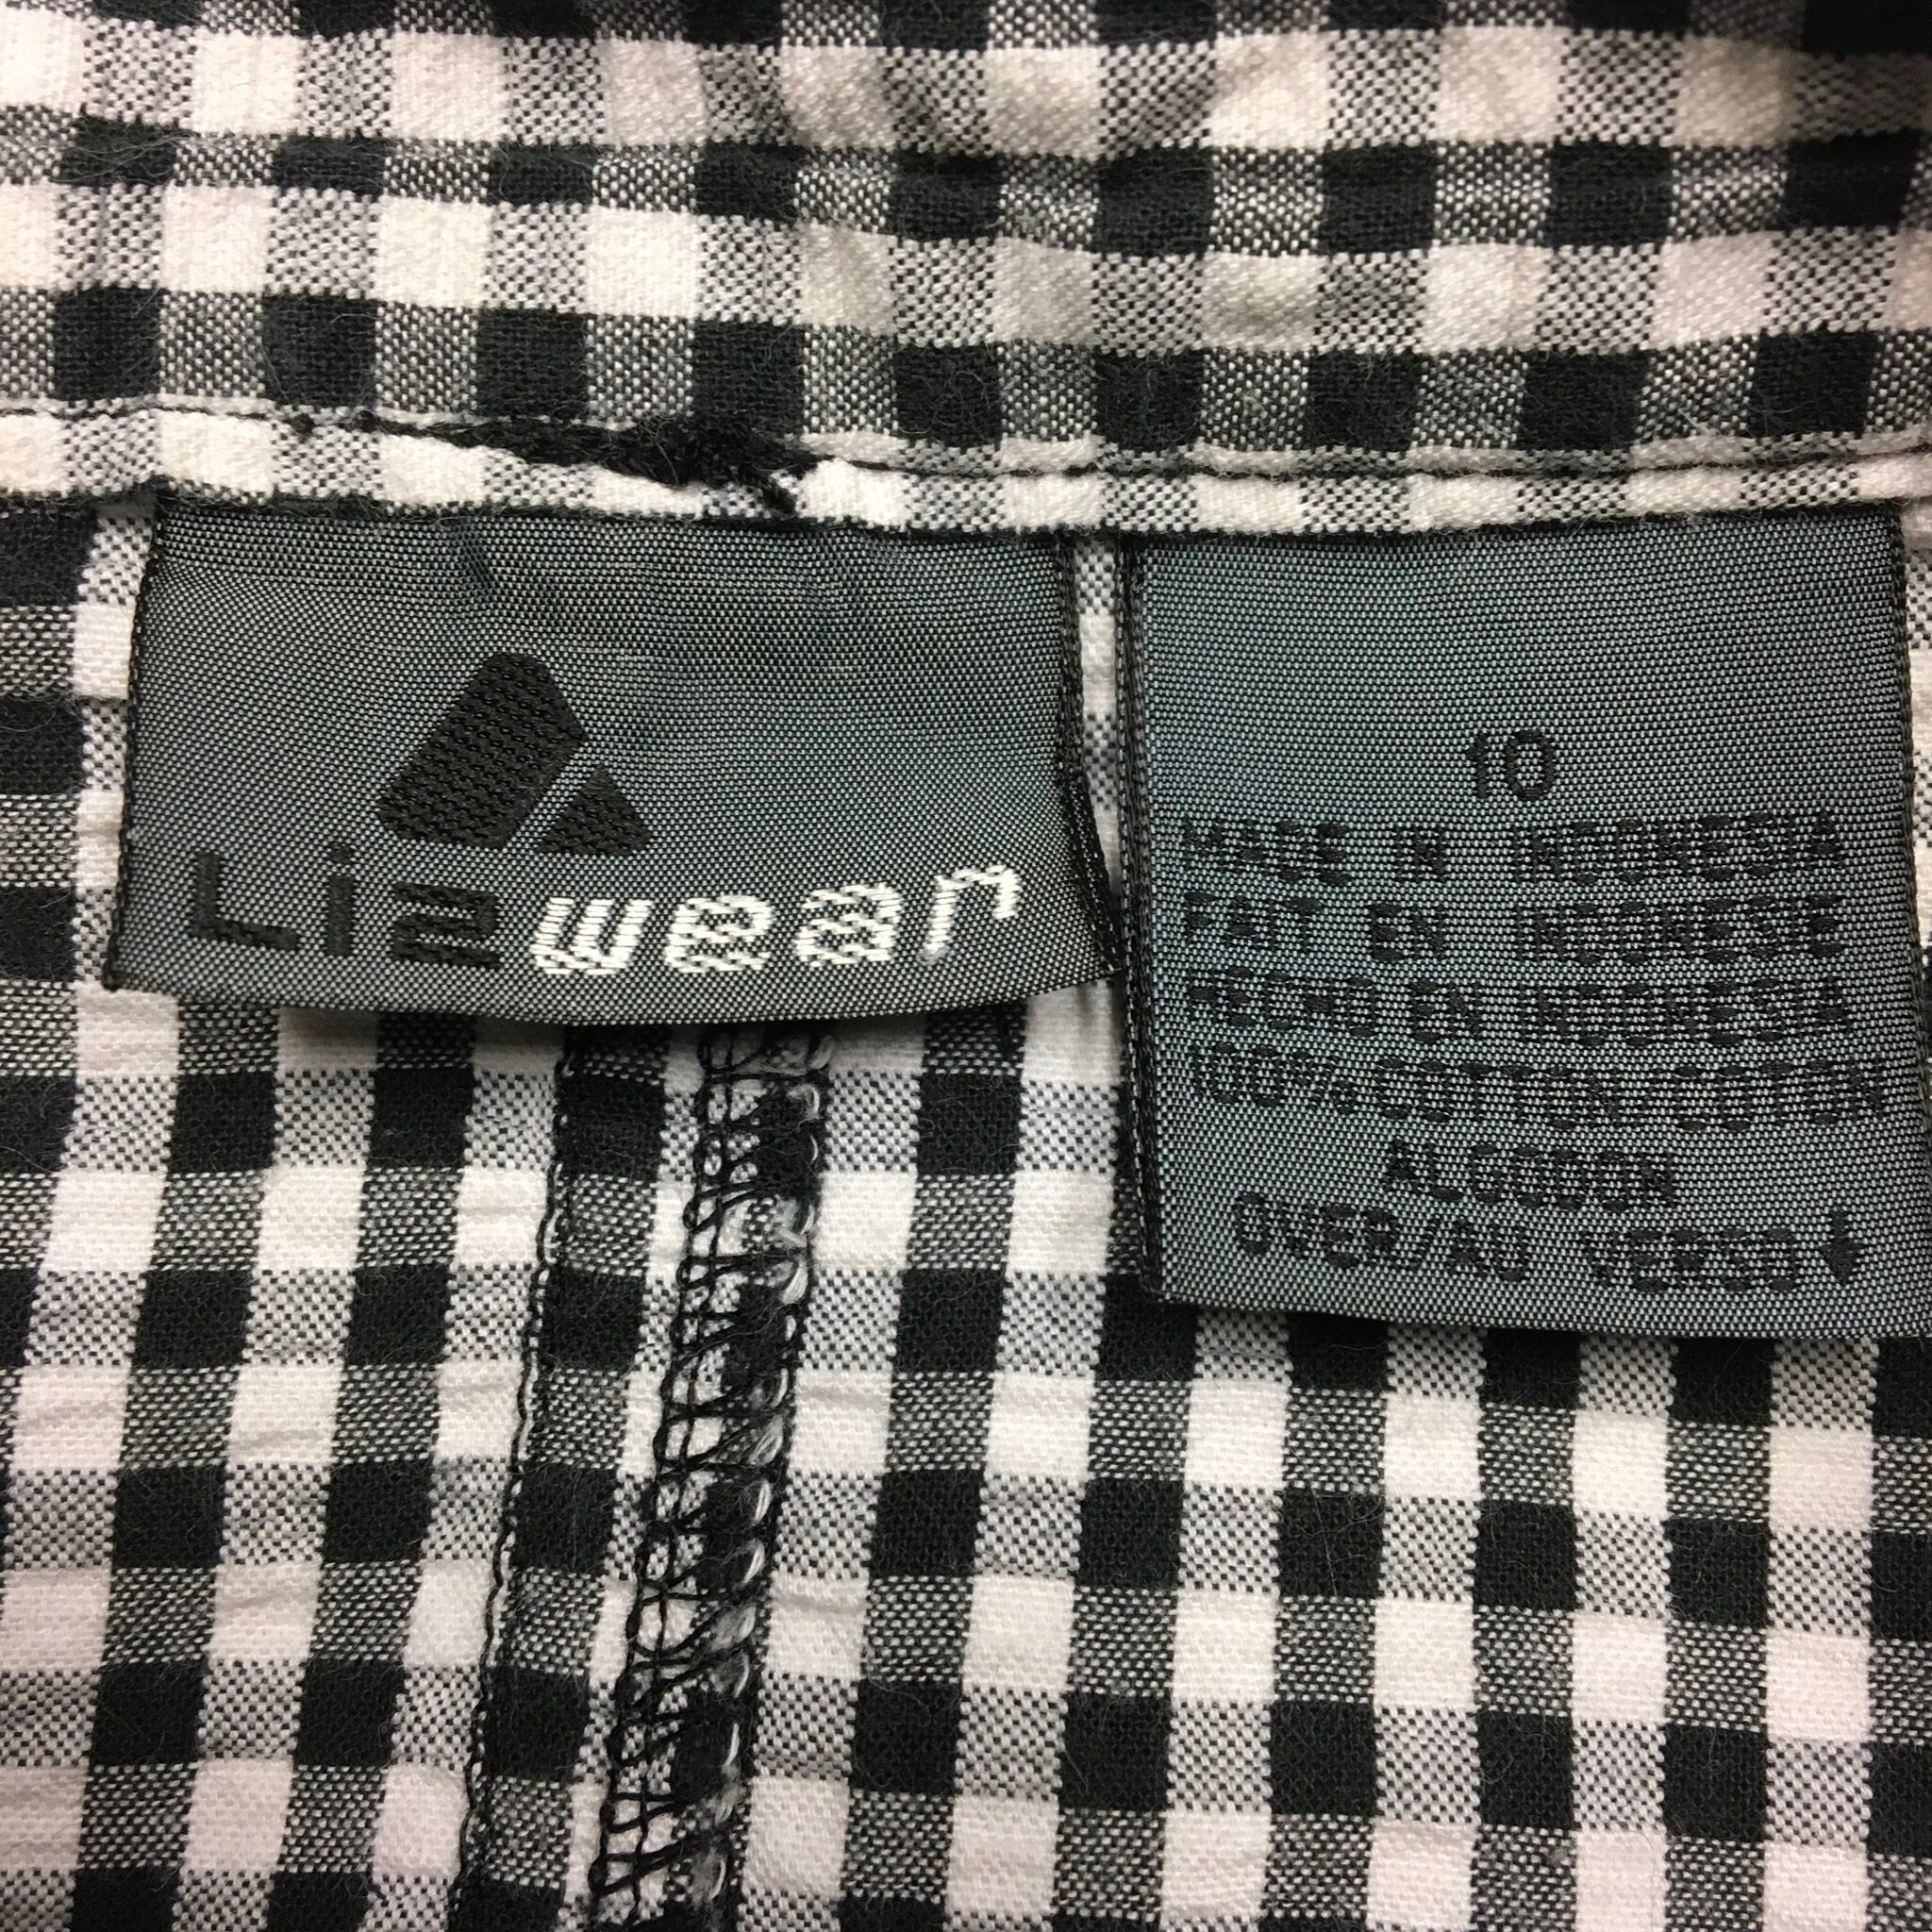 Lizwear
10
MADE IN INDONESIA
FAIT EN INDONESIE
HECHO EN INDONESIA
100% COTTON COTON
ALGODON
OVER/AU VERSO